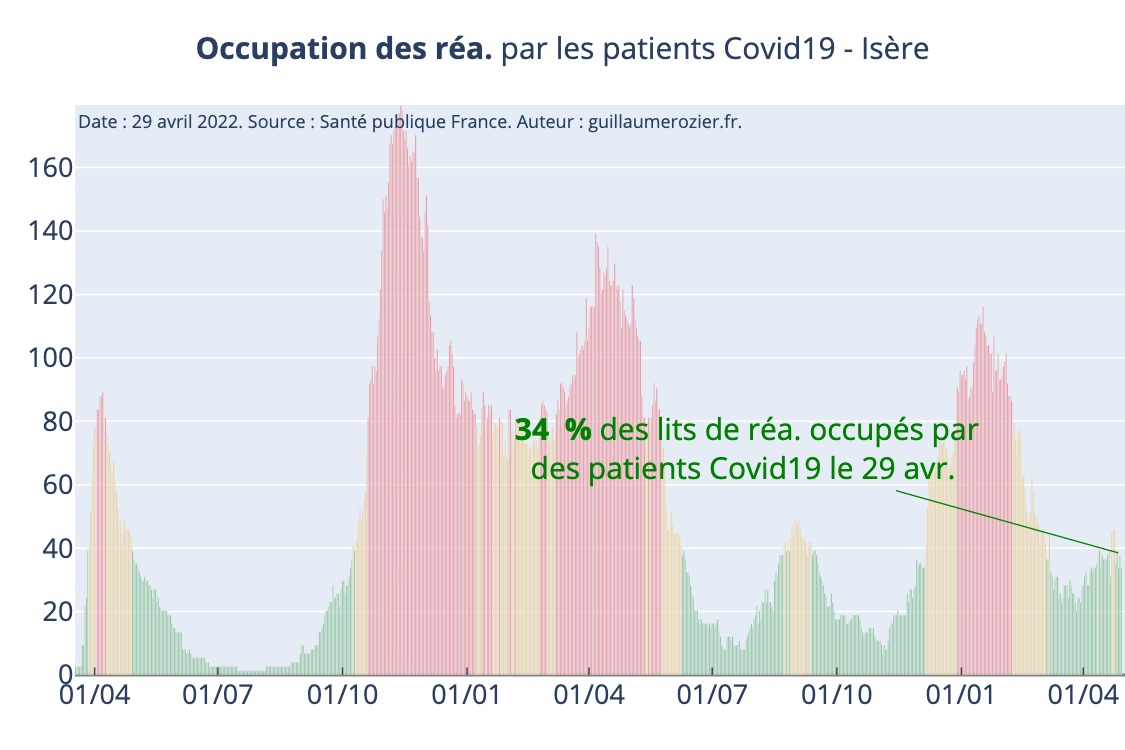 Occupation des réa. par les patients Covid19 - Isère
Date : 29 avril 2022. Source : Santé publique France. Auteur : guillaumerozier.fr.
160
140
120
100
80
34 % des lits de réa. occupés par
des patients Covid19 le 29 avr.
60
40
20
0
01/04 01/07 01/10 01/01 01/04 01/07 01/10 01/01 01/04